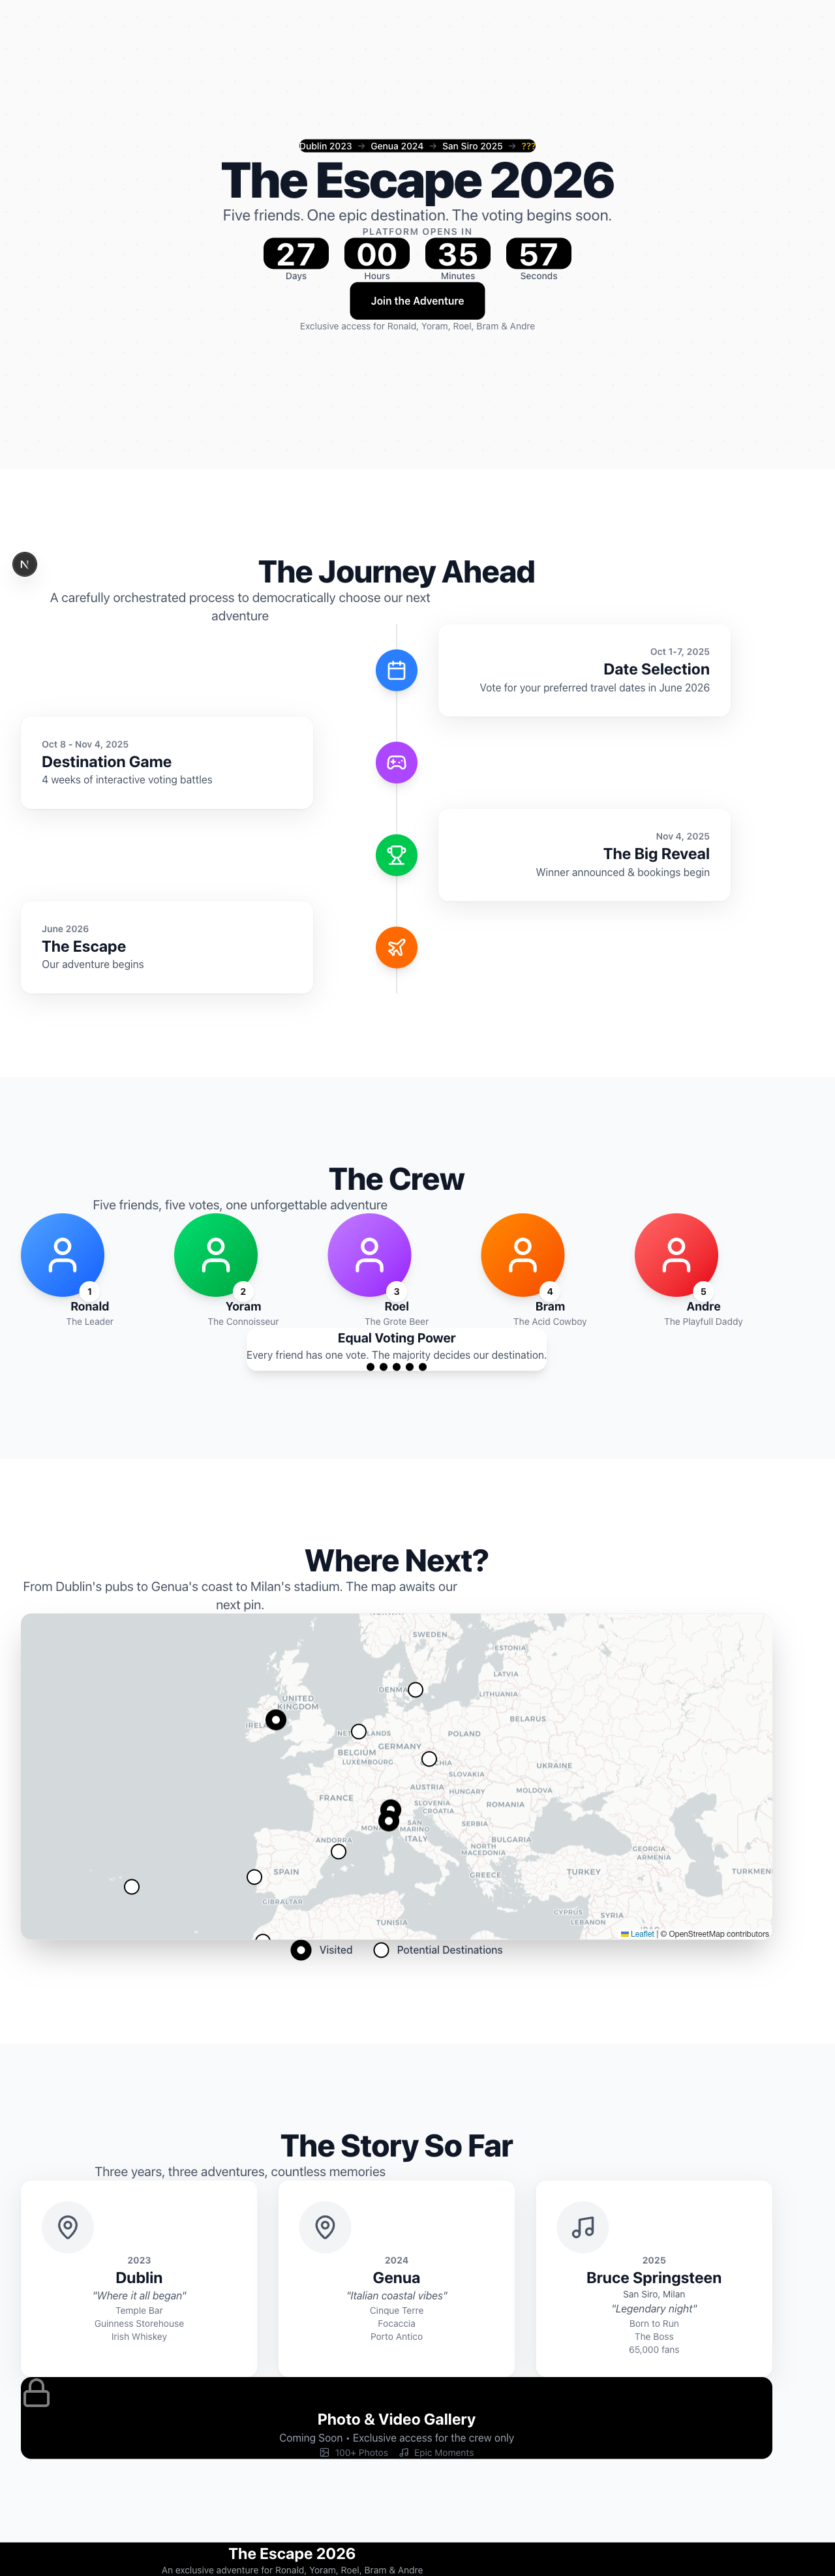 Dublin 2023 → Genua 2024 → San Siro 2025 → ???
The Escape 2026
Five friends. One epic destination. The voting begins soon.
PLATFORM OPENS IN
27 00 35 57
Days Hours Minutes Seconds
Join the Adventure
Exclusive access for Ronald, Yoram, Roel, Bram & Andre
N
The Journey Ahead
A carefully orchestrated process to democratically choose our next
adventure
Oct 1-7, 2025
Date Selection
Vote for your preferred travel dates in June 2026
Oct 8 - Nov 4, 2025
Destination Game
4 weeks of interactive voting battles
Nov 4, 2025
The Big Reveal
Winner announced & bookings begin
June 2026
The Escape
Our adventure begins
The Crew
Five friends, five votes, one unforgettable adventure
1 2 3 4 5
Ronald Yoram Roel Bram Andre
The Leader The Connoisseur The Grote Beer The Acid Cowboy The Playfull Daddy
Equal Voting Power
Every friend has one vote. The majority decides our destination.
Where Next?
From Dublin's pubs to Genua's coast to Milan's stadium. The map awaits our
next pin.
SWEDEN
ESTONIA
LATVIA
LITHUANIA
UNITED
KINGDOM
BELARUS
POLAND
GERMANY
BELGIUM
LUXEMBOURG
UKRAINE
SLOVAKIA
AUSTRIA
HUNGARY
MOLDOVA
FRANCE
SLOVENIA
CROATIA
ROMANIA
SAN
MARINO
SERBIA
ITALY
BULGARIA
ANDORRA
NORTH
MACEDONIA
GEORGIA
ARMENIA
SPAIN
GREECE
TURKEY
TURKMEN
GIBRALTAR
CYPRUS
SYRIA
LEBANON
TUNISIA
Leaflet | © OpenStreetMap contributors
Visited Potential Destinations
The Story So Far
Three years, three adventures, countless memories
2023
Dublin
"Where it all began"
Temple Bar
Guinness Storehouse
Irish Whiskey
2024
Genua
"Italian coastal vibes"
Cinque Terre
Focaccia
Porto Antico
2025
Bruce Springsteen
San Siro, Milan
"Legendary night"
Born to Run
The Boss
65,000 fans
Photo & Video Gallery
Coming Soon • Exclusive access for the crew only
100+ Photos Epic Moments
The Escape 2026
An exclusive adventure for Ronald, Yoram, Roel, Bram & Andre